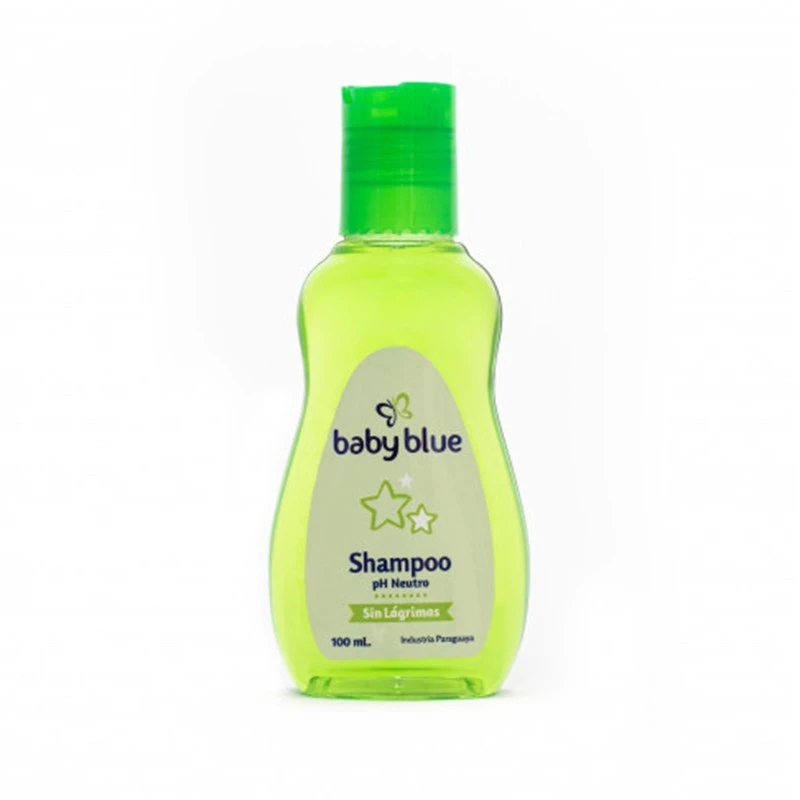 baby blue
Shampoo
pH Neutro
Sin Lágrimas
100 ml.
Industria Paraguaya